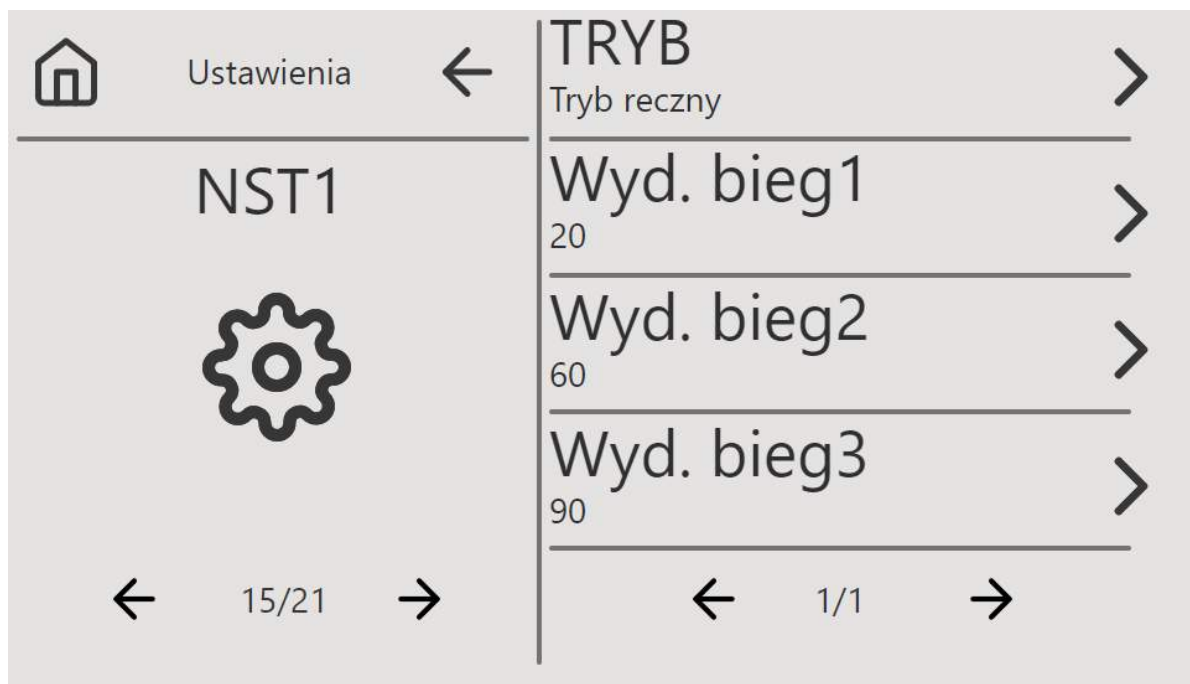 Ustawienia
NST1
15/21
TRYB
Tryb reczny
Wyd. bieg1
20
Wyd. bieg2
60
Wyd. bieg3
90
1/1